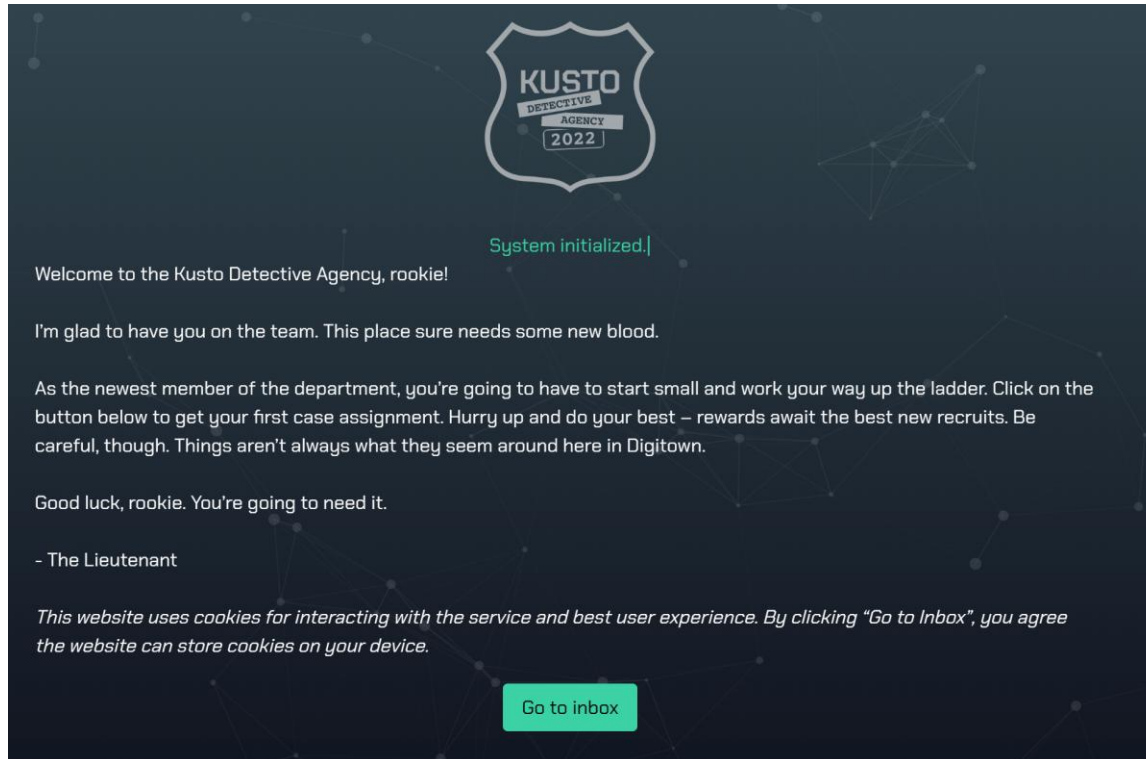 KUSTO
DETECTIVE
AGENCY
2022
System initialized.
Welcome to the Kusto Detective Agency, rookie!
I'm glad to have you on the team. This place sure needs some new blood.
As the newest member of the department, you're going to have to start small and work your way up the ladder. Click on the
button below to get your first case assignment. Hurry up and do your best – rewards await the best new recruits. Be
careful, though. Things aren't always what they seem around here in Digitown.
Good luck, rookie. You're going to need it.
- The Lieutenant
This website uses cookies for interacting with the service and best user experience. By clicking “Go to Inbox”, you agree
the website can store cookies on your device.
Go to inbox